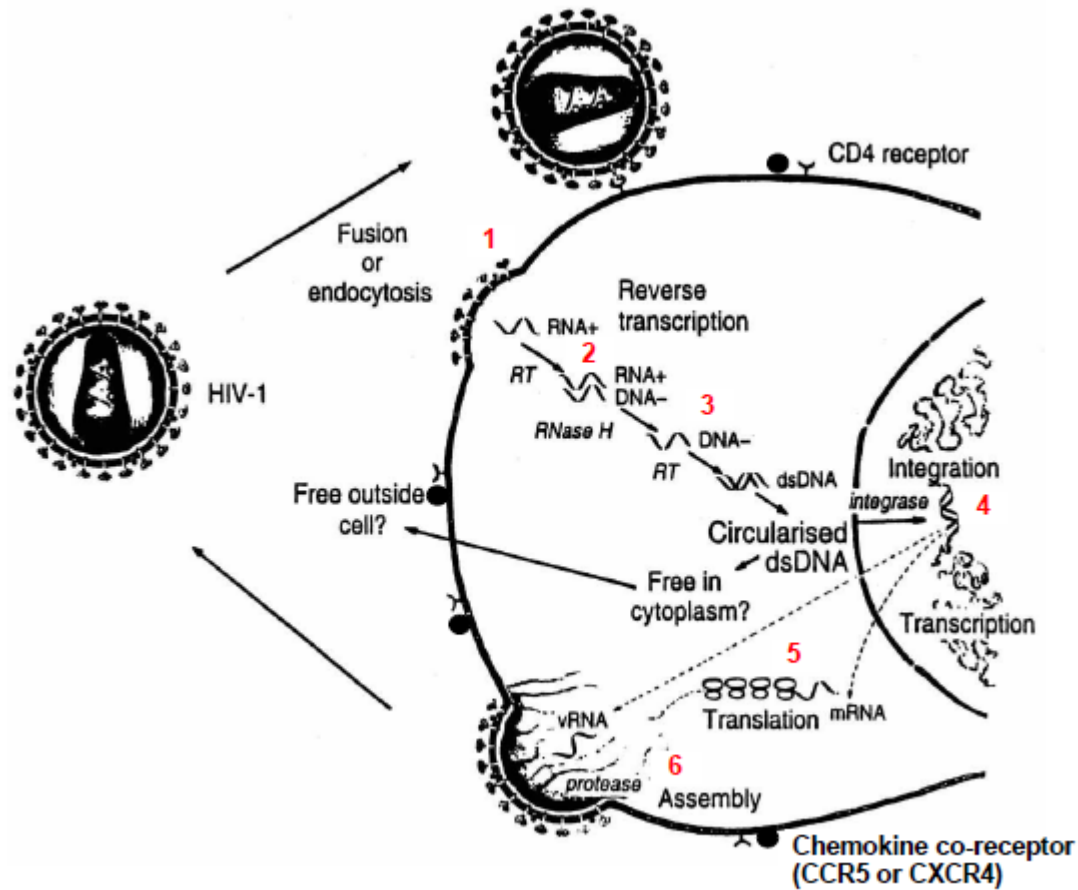 CD4 receptor
1
Fusion
or
endocytosis
Reverse
transcription
RNA+
2
RT
RNA+
DNA–
3
HIV-1
RNase H
DNA–
RT
Integration
dsDNA
integrase
4
Free outside
cell?
Circularised
dsDNA
Free in
cytoplasm?
Transcription
5
vRNA
Translation
mRNA
6
protease
Assembly
Chemokine co-receptor
(CCR5 or CXCR4)